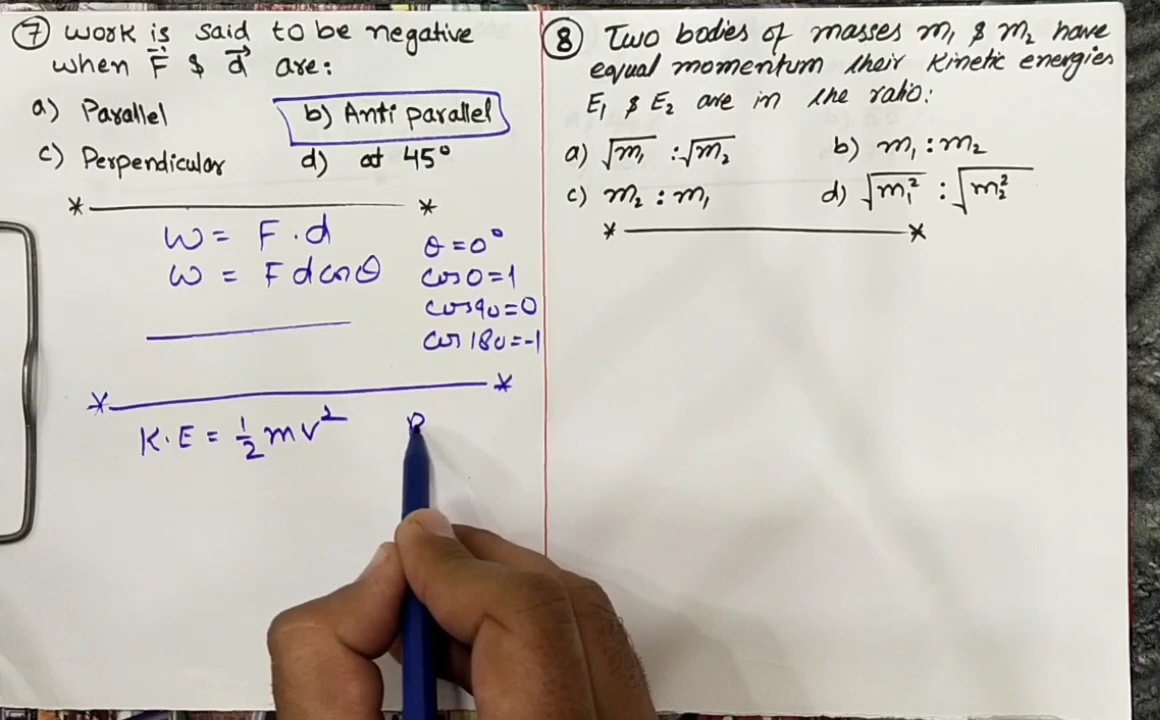 ⑦ work is said to be negative
when F⃗ $ d⃗ are:
a) Parallel b) Anti parallel
c) Perpendicular d) at 45°
* ——— *
W = F . d
W = F d cos θ
θ = 0°
cos 0 = 1
cos 90 = 0
cos 180 = -1
* ——— *
K.E = 1/2 mv² P
⑧ Two bodies of masses m₁ $ m₂ have
equal momentum their kinetic energies
E₁ $ E₂ are in the ratio:
a) √m₁ : √m₂ b) m₁ : m₂
c) m₂ : m₁ d) √m₁² : √m₂²
* ——— *